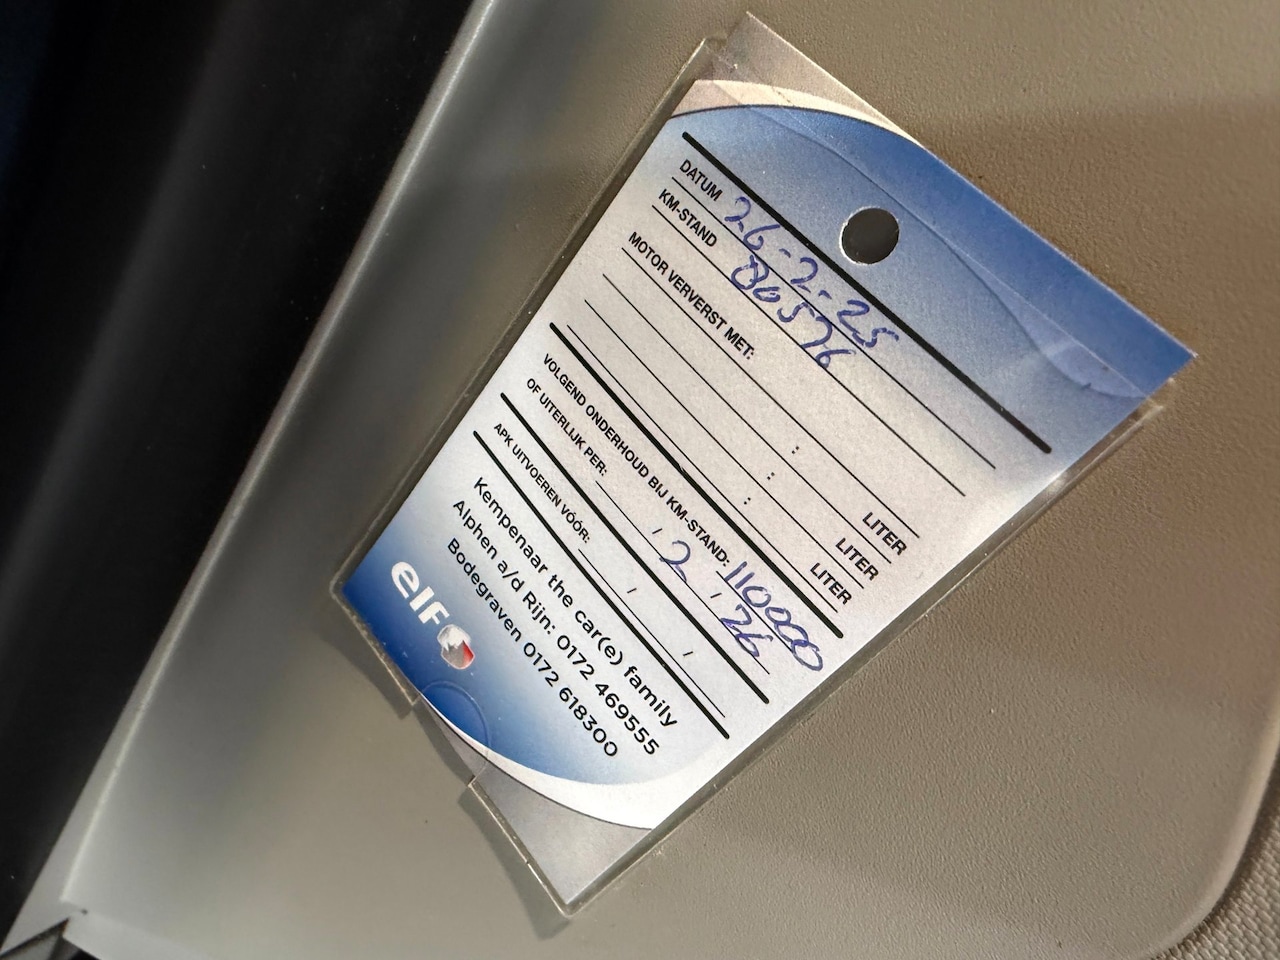 DATUM 26-2-25
KM-STAND 80576
MOTOR VERVERST MET:
: LITER
: LITER
: LITER
VOLGEND ONDERHOUD BIJ KM-STAND: 110000
OF UITERLIJK PER: / 2 / 26
APK UITVOEREN VÓÓR: / /
Kempenaar the car(e) family
Alphen a/d Rijn: 0172 469555
Bodegraven 0172 618300
elf